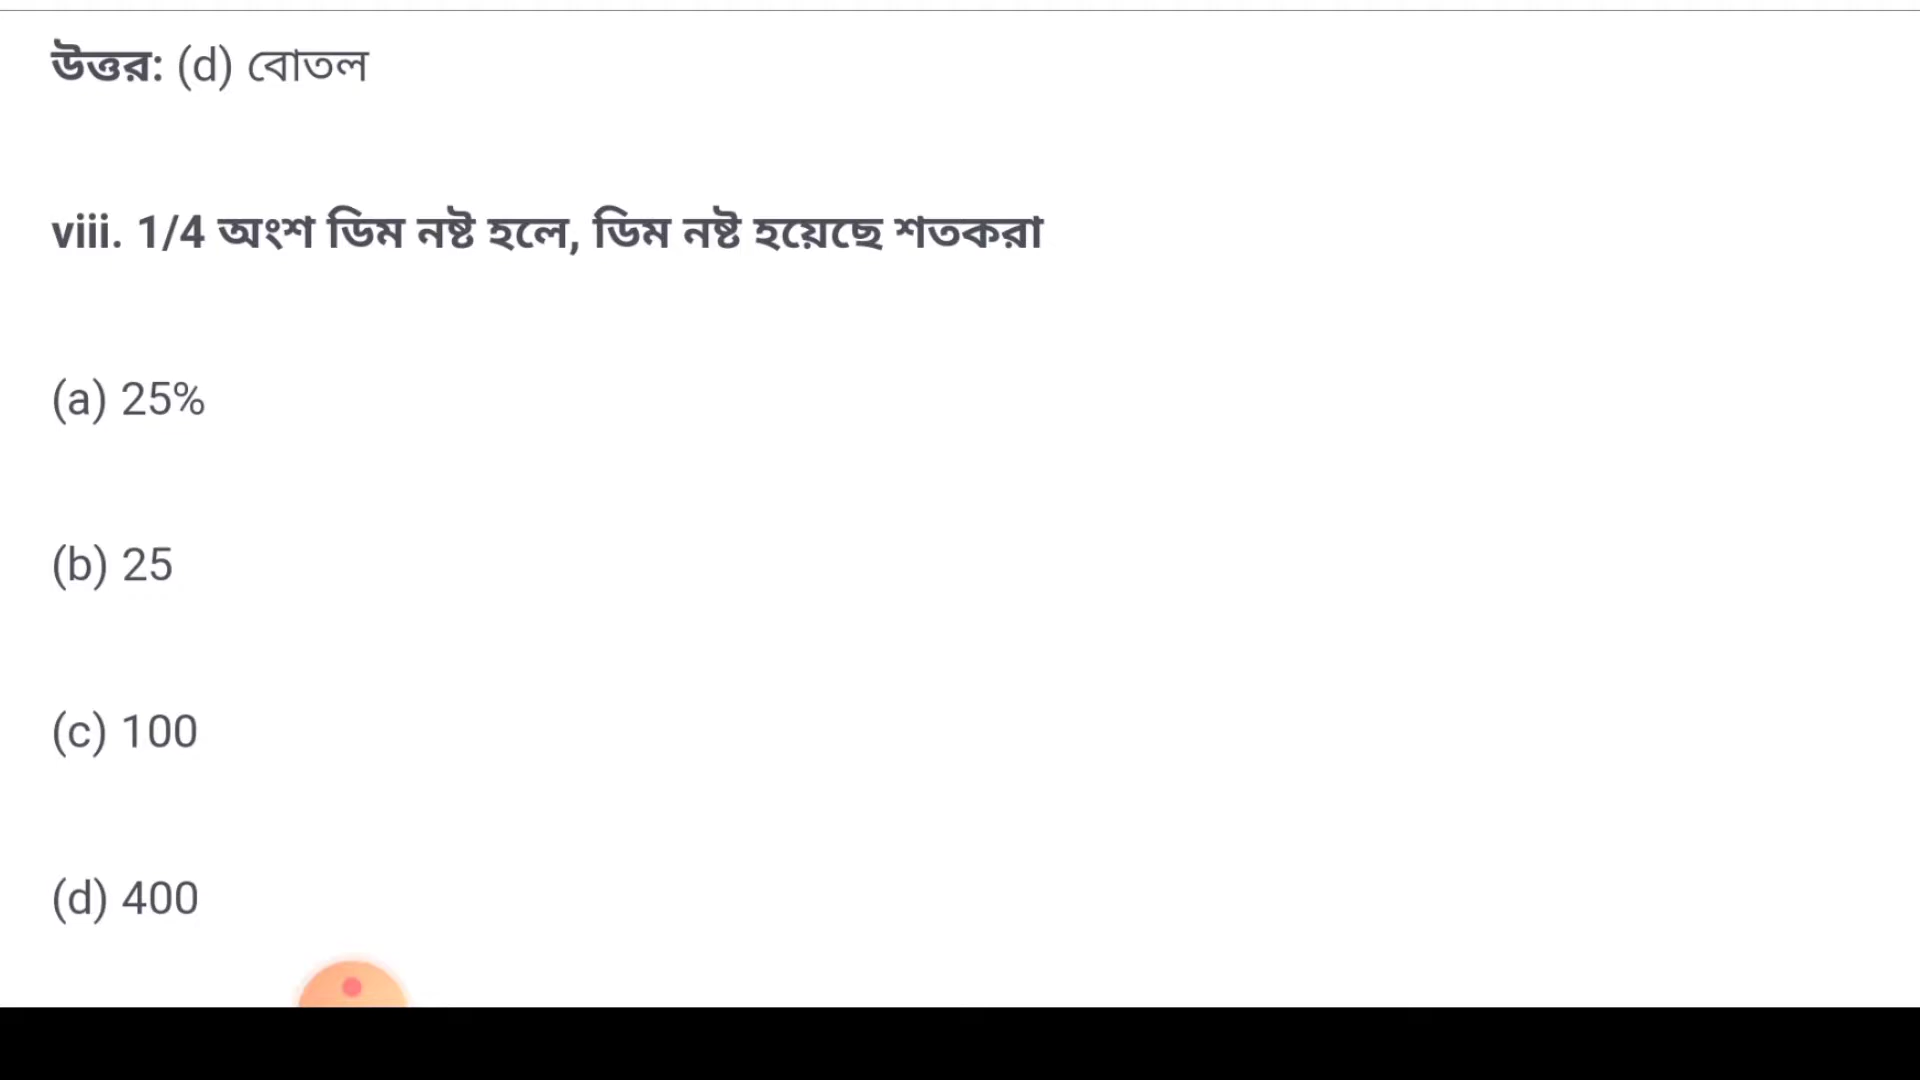 উত্তর: (d) বোতল
viii. 1/4 অংশ ডিম নষ্ট হলে, ডিম নষ্ট হয়েছে শতকরা
(a) 25%
(b) 25
(c) 100
(d) 400